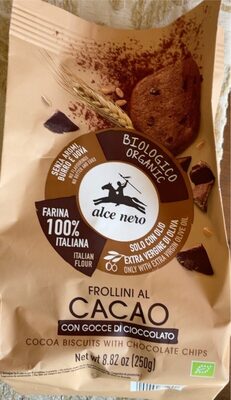 SENZA AROMI
BURRO E UOVA
BIOLOGICO
ORGANIC
alce nero
FARINA
100%
ITALIANA
ITALIAN
FLOUR
SOLO CON OLIO
EXTRA VERGINE DI OLIVA
ONLY WITH EXTRA VIRGIN OLIVE OIL
FROLLINI AL
CACAO
CON GOCCE DI CIOCCOLATO
COCOA BISCUITS WITH CHOCOLATE CHIPS
Net wt 8.82 oz (250g)